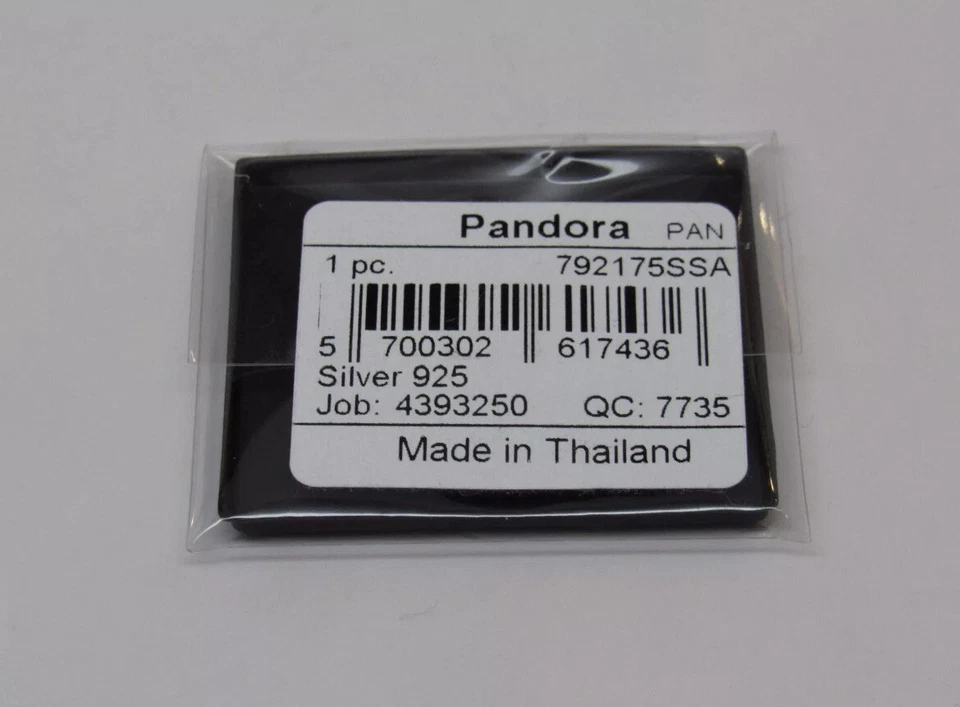 Pandora PAN
1 pc. 792175SSA
5 700302 617436
Silver 925
Job: 4393250 QC: 7735
Made in Thailand